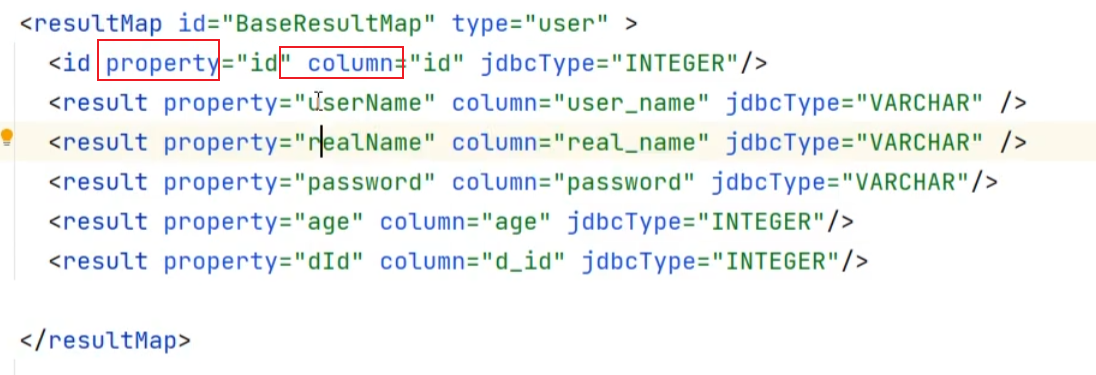 <resultMap id="BaseResultMap" type="user" >
<id property="id" column="id" jdbcType="INTEGER"/>
<result property="userName" column="user_name" jdbcType="VARCHAR" />
<result property="realName" column="real_name" jdbcType="VARCHAR" />
<result property="password" column="password" jdbcType="VARCHAR"/>
<result property="age" column="age" jdbcType="INTEGER"/>
<result property="dId" column="d_id" jdbcType="INTEGER"/>
</resultMap>